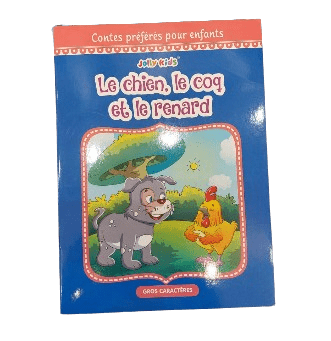 Contes préférés pour enfants
Jolly Kids
Le chien, le coq
et le renard
GROS CARACTÈRES